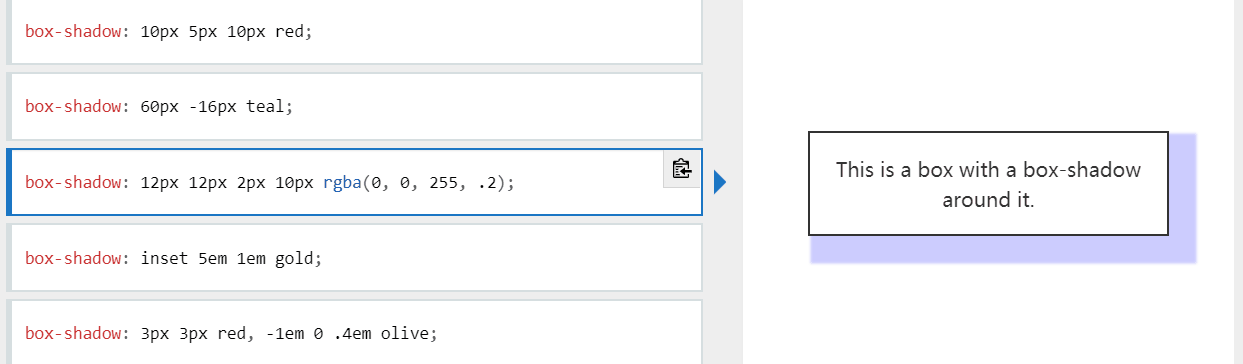 box-shadow: 10px 5px 10px red;
box-shadow: 60px -16px teal;
box-shadow: 12px 12px 2px 10px rgba(0, 0, 255, .2);
box-shadow: inset 5em 1em gold;
box-shadow: 3px 3px red, -1em 0 .4em olive;
This is a box with a box-shadow
around it.